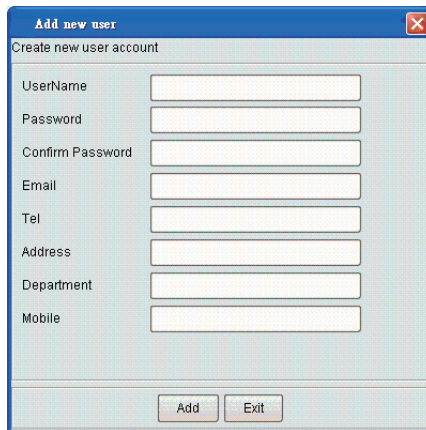 Add new user
Create new user account
UserName
Password
Confirm Password
Email
Tel
Address
Department
Mobile
Add Exit